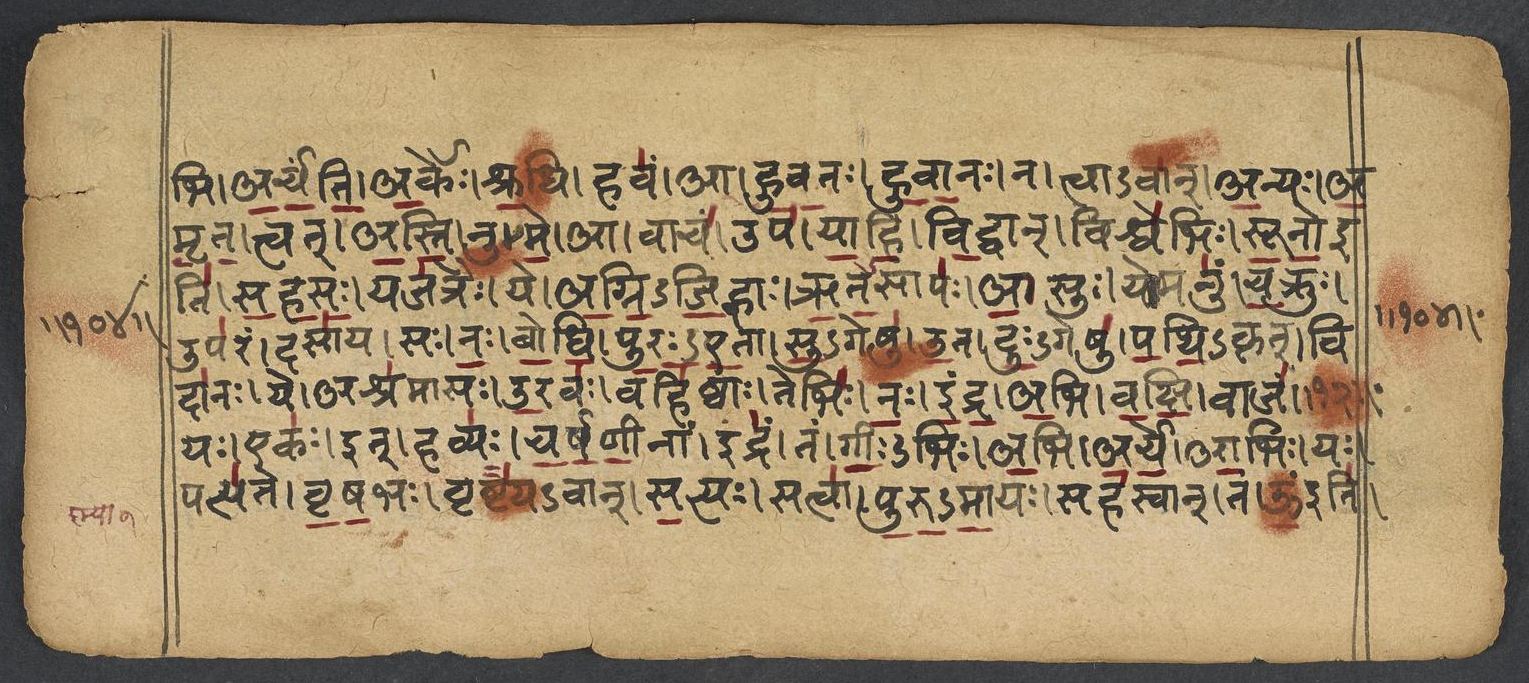 भि। अर्चंति। अर्कैः। श्रुधि। हवं। आ। हुवतः। हुवानः। न। त्वाऽवान्। अन्यः। अ
मृत। त्वत्। अस्ति। नु। मे। आ। वाचं। उप। याहि। विद्वान्। विश्वेभिः। सूनो इ
ति। सहसः। यजत्रैः। ये। अग्निऽजिह्वाः। ऋतसापः। आसुः। ये। मनुं। चक्रुः।
उपरं। दसाय। सः। नः। बोधि। पुरःऽएता। सुऽगेषु। उत। दुःऽगेषु। पथिऽकृत्। वि
दानः। ये। अश्रमासः। उरवः। वहिष्ठाः। तेभिः। नः। इंद्र। अभि। वक्षि। वाजं। १२।
यः। एकः। इत्। हव्यः। चर्षणीनां। इंद्रं। तं। गीःऽभिः। अभि। अर्चे। आभिः। यः।
पत्यते। वृषभः। वृष्ण्यऽवान्। सत्यः। सत्वा। पुरुऽमायः। सहस्वान्। तं। ऊं इति।
॥१०४॥
॥१०४॥